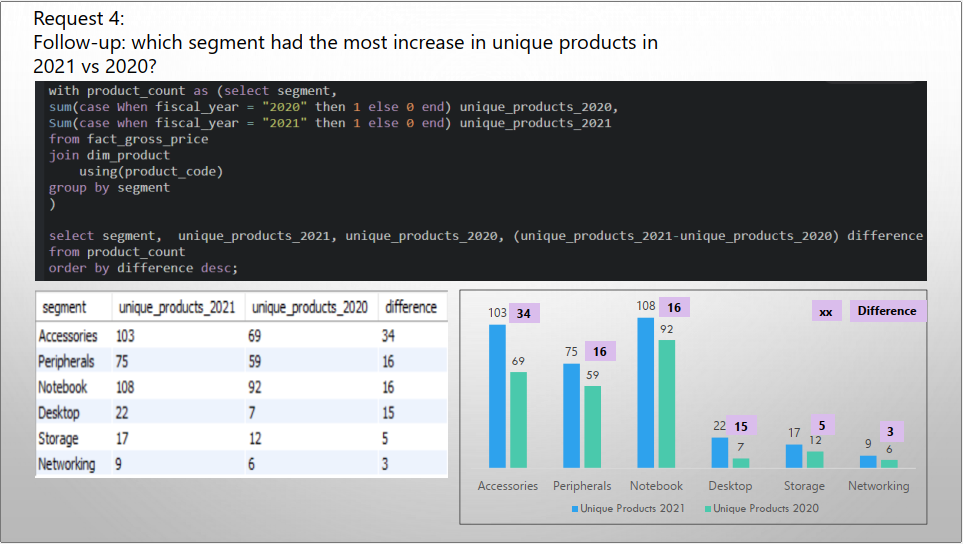 Request 4:
Follow-up: which segment had the most increase in unique products in
2021 vs 2020?
with product_count as (select segment,
sum(case When fiscal_year = "2020" then 1 else 0 end) unique_products_2020,
Sum(case when fiscal_year = "2021" then 1 else 0 end) unique_products_2021
from fact_gross_price
join dim_product
using(product_code)
group by segment
)
select segment, unique_products_2021, unique_products_2020, (unique_products_2021-unique_products_2020) difference
from product_count
order by difference desc;
segment unique_products_2021 unique_products_2020 difference
Accessories 103 69 34
Peripherals 75 59 16
Notebook 108 92 16
Desktop 22 7 15
Storage 17 12 5
Networking 9 6 3
xx Difference
103 34 69
75 16 59
108 16 92
22 15 7
17 5 12
9 3 6
Accessories Peripherals Notebook Desktop Storage Networking
Unique Products 2021 Unique Products 2020